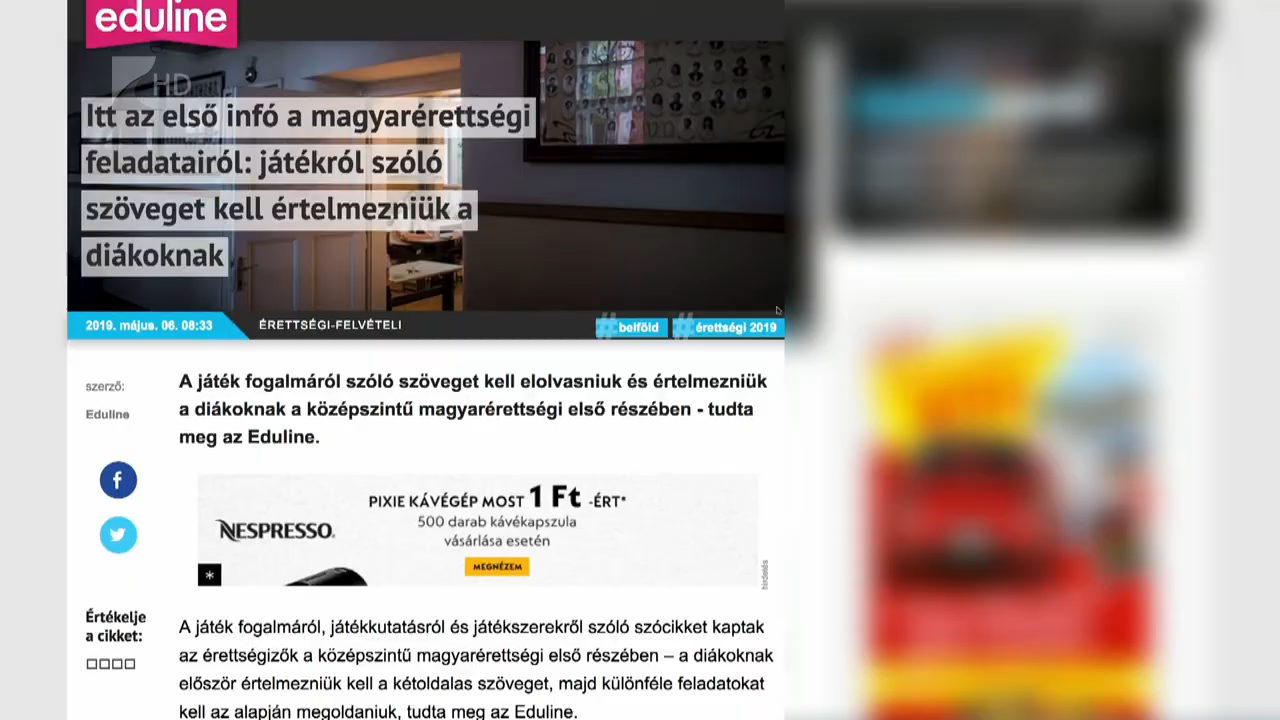 eduline
HD
Itt az első infó a magyarérettségi
feladatairól: játékról szóló
szöveget kell értelmezniük a
diákoknak
2019. május. 06. 08:33
ÉRETTSÉGI-FELVÉTELI
#belföld
#érettségi 2019
szerző:
Eduline
A játék fogalmáról szóló szöveget kell elolvasniuk és értelmezniük
a diákoknak a középszintű magyarérettségi első részében - tudta
meg az Eduline.
PIXIE KÁVÉGÉP MOST 1 Ft -ÉRT*
500 darab kávékapszula
vásárlása esetén
NESPRESSO.
MEGNÉZEM
*
hirdetés
Értékelje
a cikket:
A játék fogalmáról, játékkutatásról és játékszerekről szóló szócikket kaptak
az érettségizők a középszintű magyarérettségi első részében – a diákoknak
először értelmezniük kell a kétoldalas szöveget, majd különféle feladatokat
kell az alapján megoldaniuk, tudta meg az Eduline.